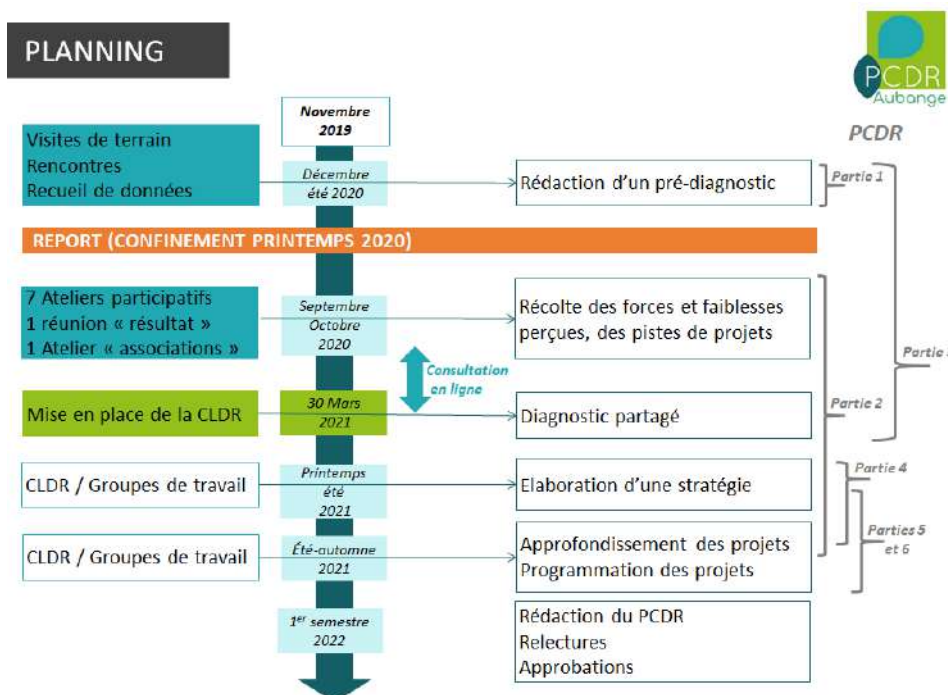 PLANNING
PCDR
Aubange
PCDR
Novembre
2019
Visites de terrain
Rencontres
Recueil de données
Décembre
été 2020
Rédaction d'un pré-diagnostic
Partie 1
REPORT (CONFINEMENT PRINTEMPS 2020)
7 Ateliers participatifs
1 réunion « résultat »
1 Atelier « associations »
Septembre
Octobre
2020
Récolte des forces et faiblesses
perçues, des pistes de projets
Consultation
en ligne
Partie
Mise en place de la CLDR
30 Mars
2021
Diagnostic partagé
Partie 2
CLDR / Groupes de travail
Printemps
été
2021
Elaboration d'une stratégie
Partie 4
CLDR / Groupes de travail
Été-automne
2021
Approfondissement des projets
Programmation des projets
Parties 5
et 6
1er semestre
2022
Rédaction du PCDR
Relectures
Approbations